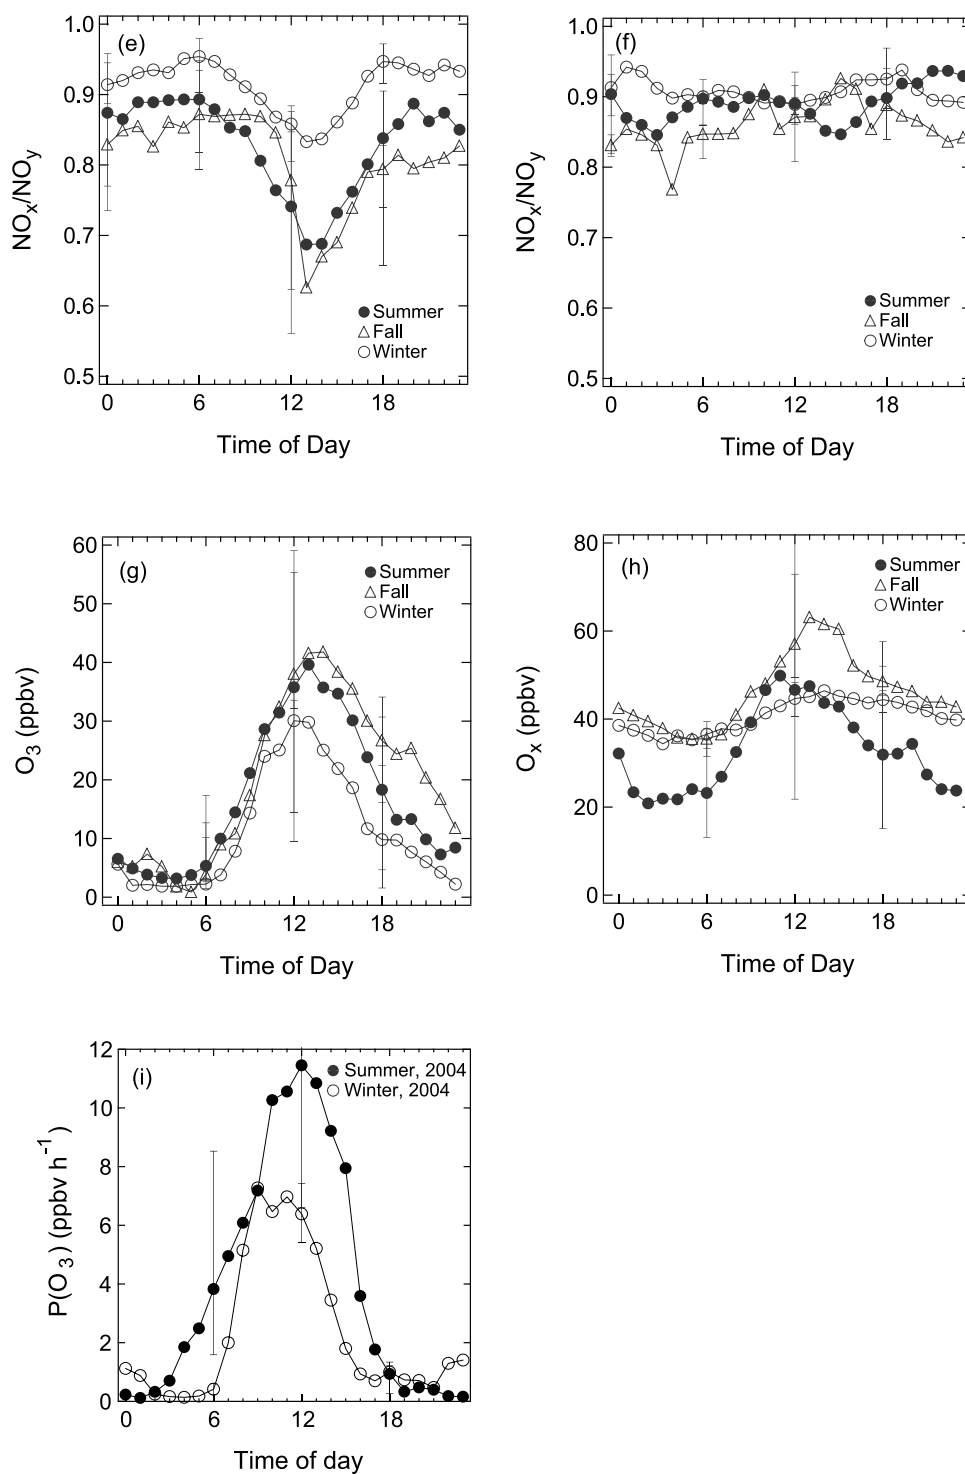 (e)
1.0
0.9
0.8
0.7
0.6
0.5
NOx/NOy
Summer
Fall
Winter
0 6 12 18
Time of Day
(f)
1.0
0.9
0.8
0.7
0.6
0.5
NOx/NOy
Summer
Fall
Winter
0 6 12 18
Time of Day
(g)
60
50
40
30
20
10
0
O3 (ppbv)
Summer
Fall
Winter
0 6 12 18
Time of Day
(h)
80
60
40
20
0
Ox (ppbv)
Summer
Fall
Winter
0 6 12 18
Time of Day
(i)
12
10
8
6
4
2
0
P(O3) (ppbv h⁻¹)
Summer, 2004
Winter, 2004
0 6 12 18
Time of day